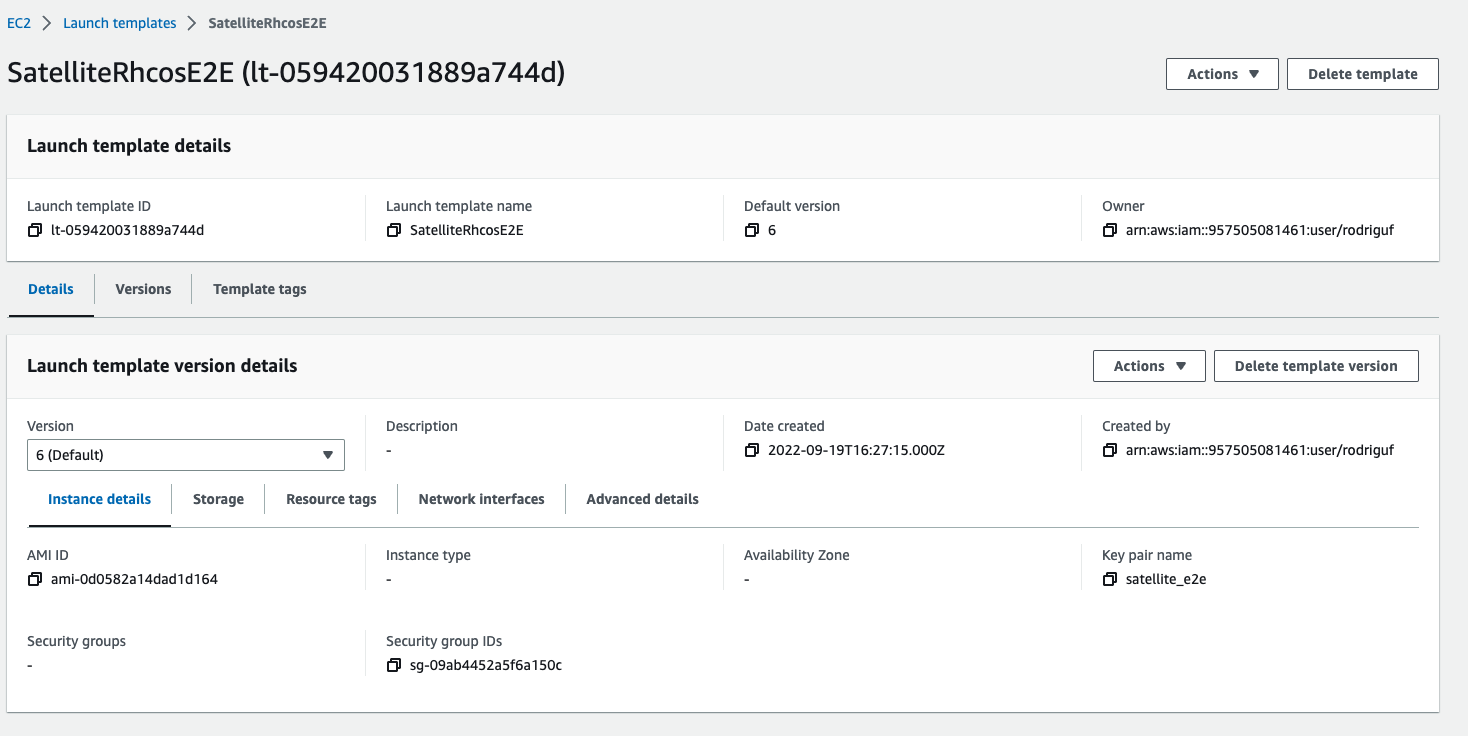 EC2 > Launch templates > SatelliteRhcosE2E
SatelliteRhcosE2E (lt-059420031889a744d)
Actions ▼ Delete template
Launch template details
Launch template ID Launch template name Default version Owner
lt-059420031889a744d SatelliteRhcosE2E 6 arn:aws:iam::957505081461:user/rodriguf
Details Versions Template tags
Launch template version details Actions ▼ Delete template version
Version Description Date created Created by
6 (Default) ▼ - 2022-09-19T16:27:15.000Z arn:aws:iam::957505081461:user/rodriguf
Instance details Storage Resource tags Network interfaces Advanced details
AMI ID Instance type Availability Zone Key pair name
ami-0d0582a14dad1d164 - - satellite_e2e
Security groups Security group IDs
- sg-09ab4452a5f6a150c